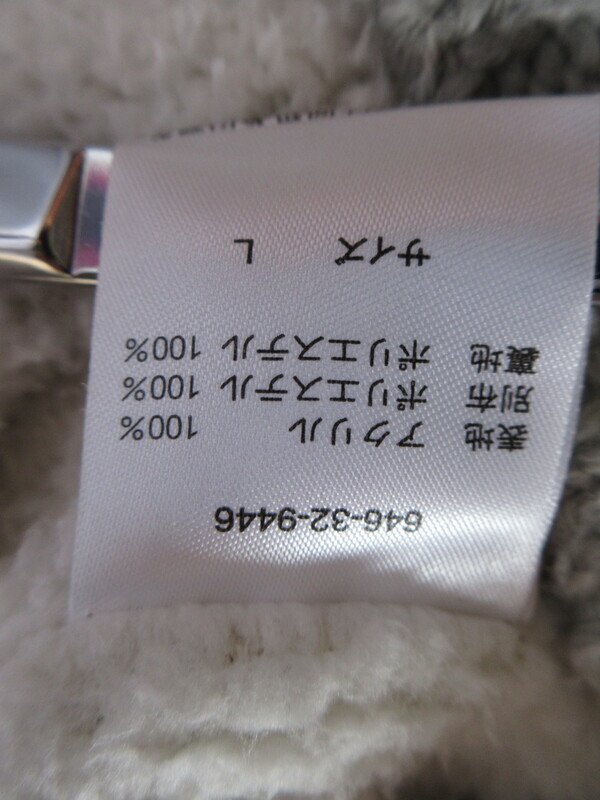 646-32-9446
表地 アクリル 100%
別布 ポリエステル 100%
裏地 ポリエステル 100%
サイズ L